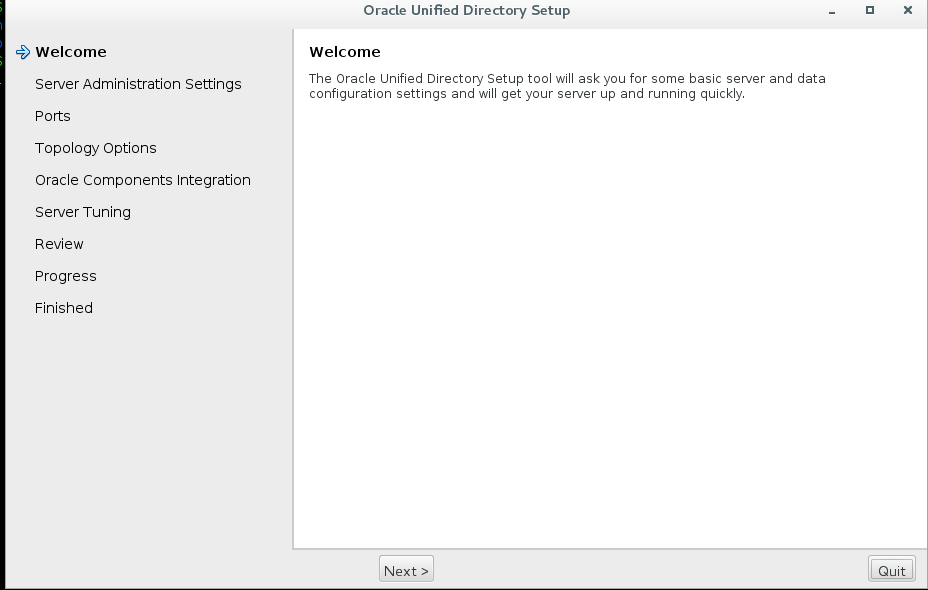 Oracle Unified Directory Setup
Welcome
Server Administration Settings
Ports
Topology Options
Oracle Components Integration
Server Tuning
Review
Progress
Finished
Welcome
The Oracle Unified Directory Setup tool will ask you for some basic server and data
configuration settings and will get your server up and running quickly.
Next >
Quit